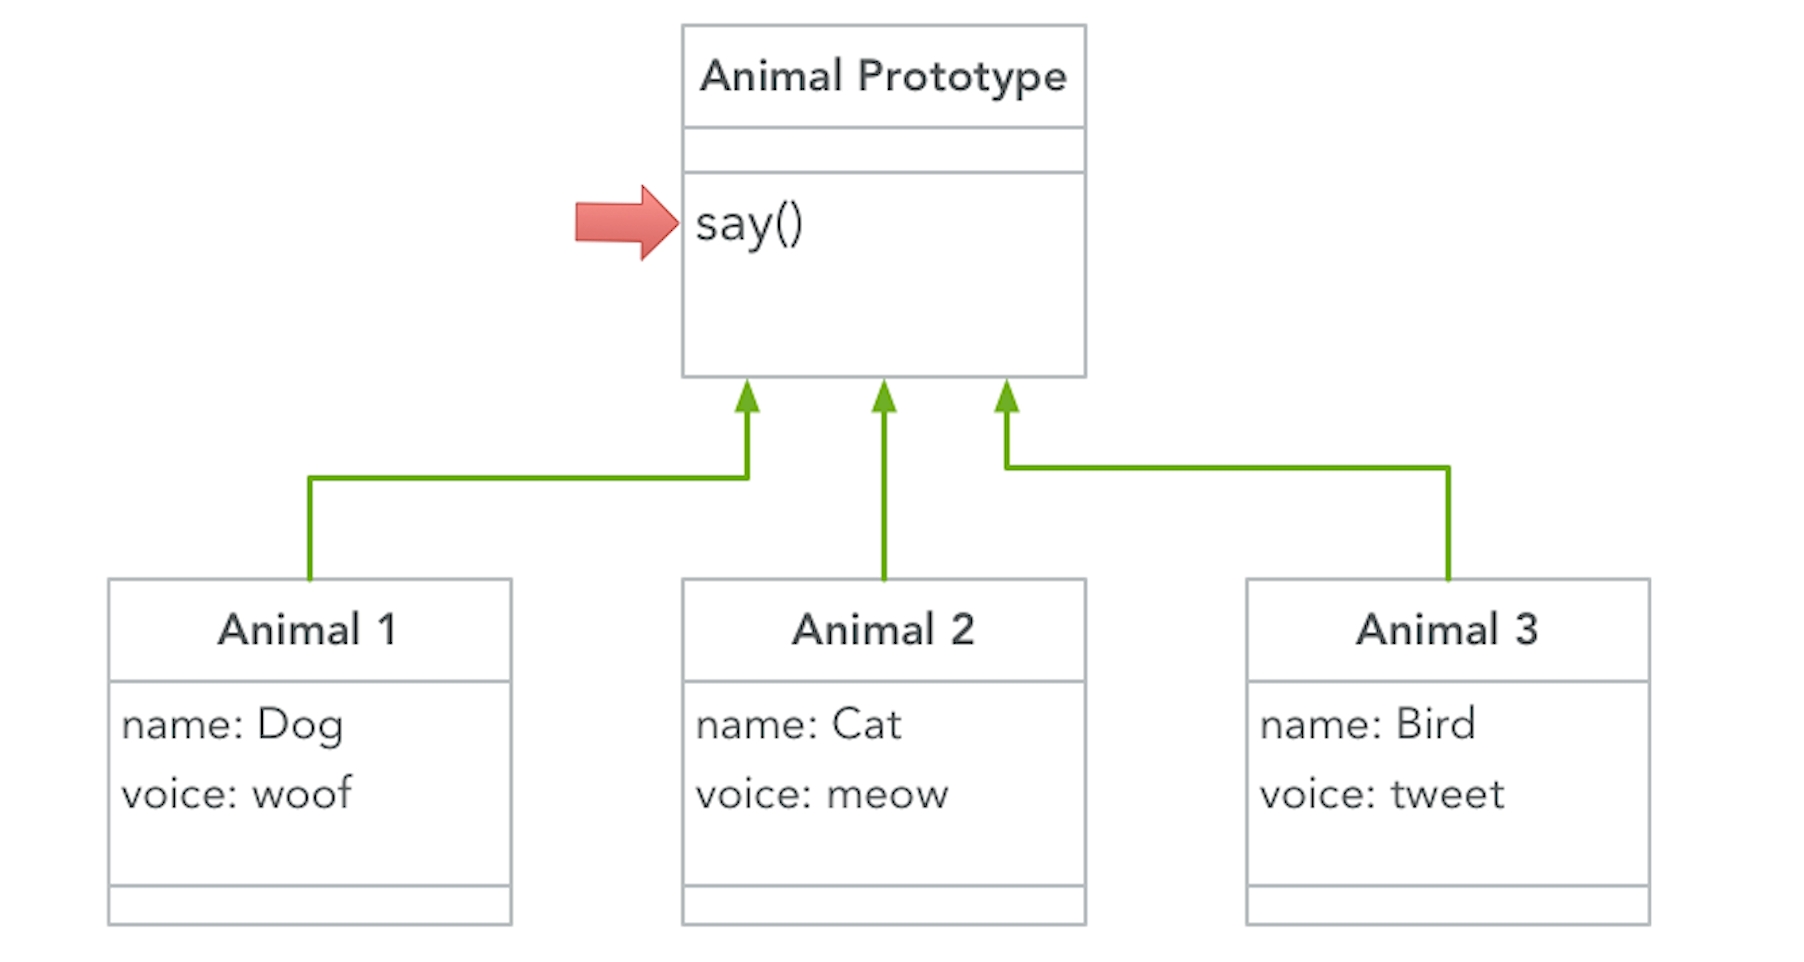 Animal Prototype
say()
Animal 1
name: Dog
voice: woof
Animal 2
name: Cat
voice: meow
Animal 3
name: Bird
voice: tweet